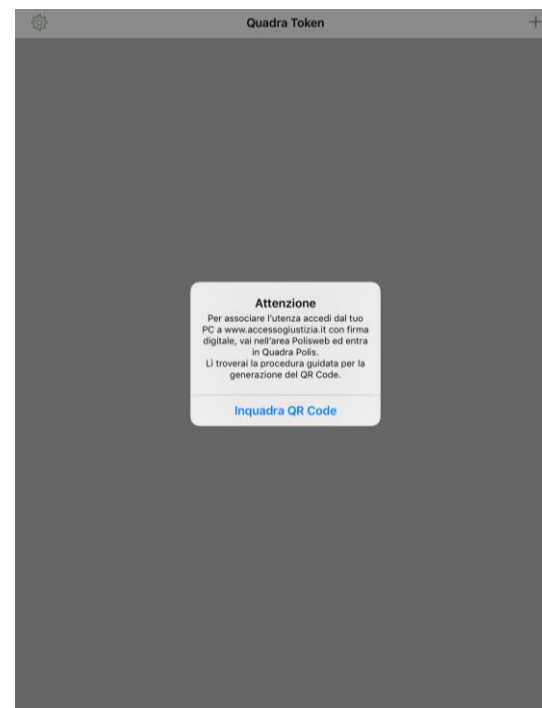 Quadra Token
Attenzione
Per associare l'utenza accedi dal tuo
PC a www.accessogiustizia.it con firma
digitale, vai nell'area Polisweb ed entra
in Quadra Polis.
Lì troverai la procedura guidata per la
generazione del QR Code.
Inquadra QR Code